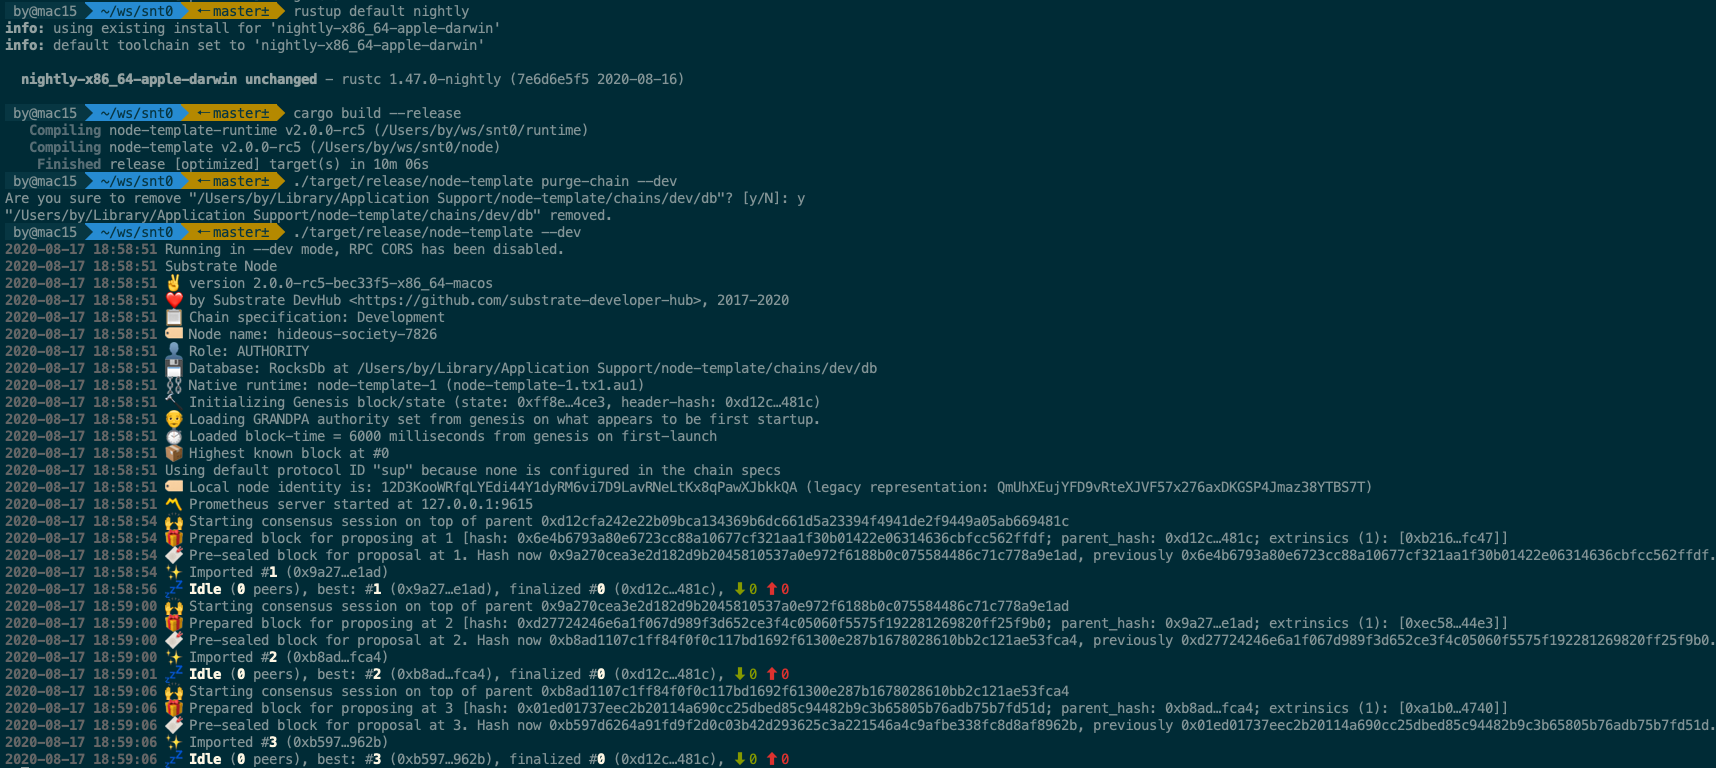 by@mac15 ~/ws/snt0 ←master± rustup default nightly
info: using existing install for 'nightly-x86_64-apple-darwin'
info: default toolchain set to 'nightly-x86_64-apple-darwin'
nightly-x86_64-apple-darwin unchanged - rustc 1.47.0-nightly (7e6d6e5f5 2020-08-16)
by@mac15 ~/ws/snt0 ←master± cargo build --release
Compiling node-template-runtime v2.0.0-rc5 (/Users/by/ws/snt0/runtime)
Compiling node-template v2.0.0-rc5 (/Users/by/ws/snt0/node)
Finished release [optimized] target(s) in 10m 06s
by@mac15 ~/ws/snt0 ←master± ./target/release/node-template purge-chain --dev
Are you sure to remove "/Users/by/Library/Application Support/node-template/chains/dev/db"? [y/N]: y
"/Users/by/Library/Application Support/node-template/chains/dev/db" removed.
by@mac15 ~/ws/snt0 ←master± ./target/release/node-template --dev
2020-08-17 18:58:51 Running in --dev mode, RPC CORS has been disabled.
2020-08-17 18:58:51 Substrate Node
2020-08-17 18:58:51 ✌️ version 2.0.0-rc5-bec33f5-x86_64-macos
2020-08-17 18:58:51 ❤️ by Substrate DevHub <https://github.com/substrate-developer-hub>, 2017-2020
2020-08-17 18:58:51 📋 Chain specification: Development
2020-08-17 18:58:51 🏷 Node name: hideous-society-7826
2020-08-17 18:58:51 👤 Role: AUTHORITY
2020-08-17 18:58:51 💾 Database: RocksDb at /Users/by/Library/Application Support/node-template/chains/dev/db
2020-08-17 18:58:51 ⛓ Native runtime: node-template-1 (node-template-1.tx1.au1)
2020-08-17 18:58:51 🔨 Initializing Genesis block/state (state: 0xff8e…4ce3, header-hash: 0xd12c…481c)
2020-08-17 18:58:51 👴 Loading GRANDPA authority set from genesis on what appears to be first startup.
2020-08-17 18:58:51 ⏱ Loaded block-time = 6000 milliseconds from genesis on first-launch
2020-08-17 18:58:51 📦 Highest known block at #0
2020-08-17 18:58:51 Using default protocol ID "sup" because none is configured in the chain specs
2020-08-17 18:58:51 🏷 Local node identity is: 12D3KooWRfqLYEdi44Y1dyRM6vi7D9LavRNeLtKx8qPawXJbkkQA (legacy representation: QmUhXEujYFD9vRteXJVF57x276axDKGSP4Jmaz38YTBS7T)
2020-08-17 18:58:51 〽️ Prometheus server started at 127.0.0.1:9615
2020-08-17 18:58:54 🙌 Starting consensus session on top of parent 0xd12cfa242e22b09bca134369b6dc661d5a23394f4941de2f9449a05ab669481c
2020-08-17 18:58:54 🎁 Prepared block for proposing at 1 [hash: 0x6e4b6793a80e6723cc88a10677cf321aa1f30b01422e06314636cbfcc562ffdf; parent_hash: 0xd12c…481c; extrinsics (1): [0xb216…fc47]]
2020-08-17 18:58:54 🔖 Pre-sealed block for proposal at 1. Hash now 0x9a270cea3e2d182d9b2045810537a0e972f6188b0c075584486c71c778a9e1ad, previously 0x6e4b6793a80e6723cc88a10677cf321aa1f30b01422e06314636cbfcc562ffdf.
2020-08-17 18:58:54 ✨ Imported #1 (0x9a27…e1ad)
2020-08-17 18:58:56 💤 Idle (0 peers), best: #1 (0x9a27…e1ad), finalized #0 (0xd12c…481c), ⬇ 0 ⬆ 0
2020-08-17 18:59:00 🙌 Starting consensus session on top of parent 0x9a270cea3e2d182d9b2045810537a0e972f6188b0c075584486c71c778a9e1ad
2020-08-17 18:59:00 🎁 Prepared block for proposing at 2 [hash: 0xd27724246e6a1f067d989f3d652ce3f4c05060f5575f192281269820ff25f9b0; parent_hash: 0x9a27…e1ad; extrinsics (1): [0xec58…44e3]]
2020-08-17 18:59:00 🔖 Pre-sealed block for proposal at 2. Hash now 0xb8ad1107c1ff84f0f0c117bd1692f61300e287b1678028610bb2c121ae53fca4, previously 0xd27724246e6a1f067d989f3d652ce3f4c05060f5575f192281269820ff25f9b0.
2020-08-17 18:59:00 ✨ Imported #2 (0xb8ad…fca4)
2020-08-17 18:59:01 💤 Idle (0 peers), best: #2 (0xb8ad…fca4), finalized #0 (0xd12c…481c), ⬇ 0 ⬆ 0
2020-08-17 18:59:06 🙌 Starting consensus session on top of parent 0xb8ad1107c1ff84f0f0c117bd1692f61300e287b1678028610bb2c121ae53fca4
2020-08-17 18:59:06 🎁 Prepared block for proposing at 3 [hash: 0x01ed01737eec2b20114a690cc25dbed85c94482b9c3b65805b76adb75b7fd51d; parent_hash: 0xb8ad…fca4; extrinsics (1): [0xa1b0…4740]]
2020-08-17 18:59:06 🔖 Pre-sealed block for proposal at 3. Hash now 0xb597d6264a91fd9f2d0c03b42d293625c3a221546a4c9afbe338fc8d8af8962b, previously 0x01ed01737eec2b20114a690cc25dbed85c94482b9c3b65805b76adb75b7fd51d.
2020-08-17 18:59:06 ✨ Imported #3 (0xb597…962b)
2020-08-17 18:59:06 💤 Idle (0 peers), best: #3 (0xb597…962b), finalized #0 (0xd12c…481c), ⬇ 0 ⬆ 0